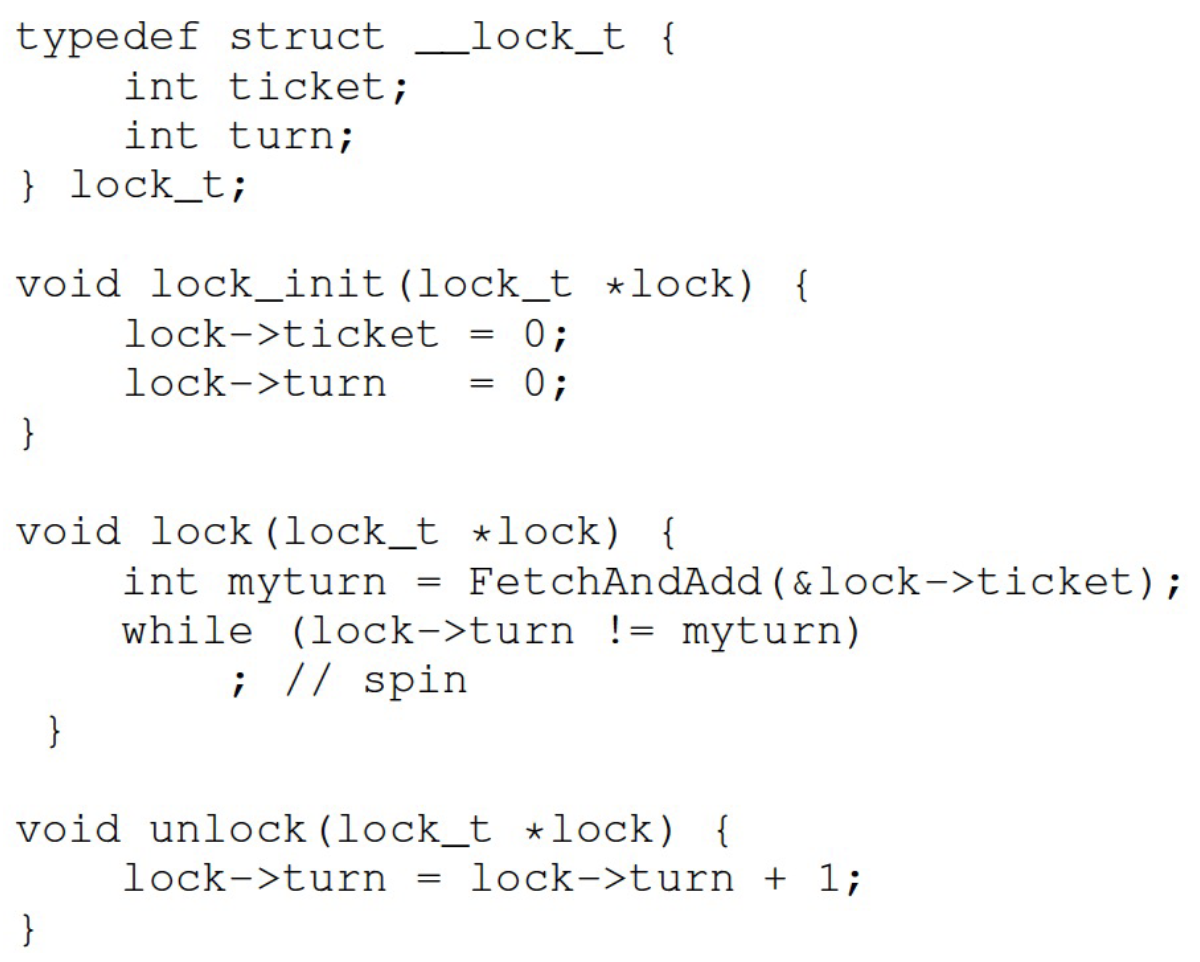 typedef struct __lock_t {
    int ticket;
    int turn;
} lock_t;

void lock_init(lock_t *lock) {
    lock->ticket = 0;
    lock->turn   = 0;
}

void lock(lock_t *lock) {
    int myturn = FetchAndAdd(&lock->ticket);
    while (lock->turn != myturn)
        ; // spin
 }

void unlock(lock_t *lock) {
    lock->turn = lock->turn + 1;
}